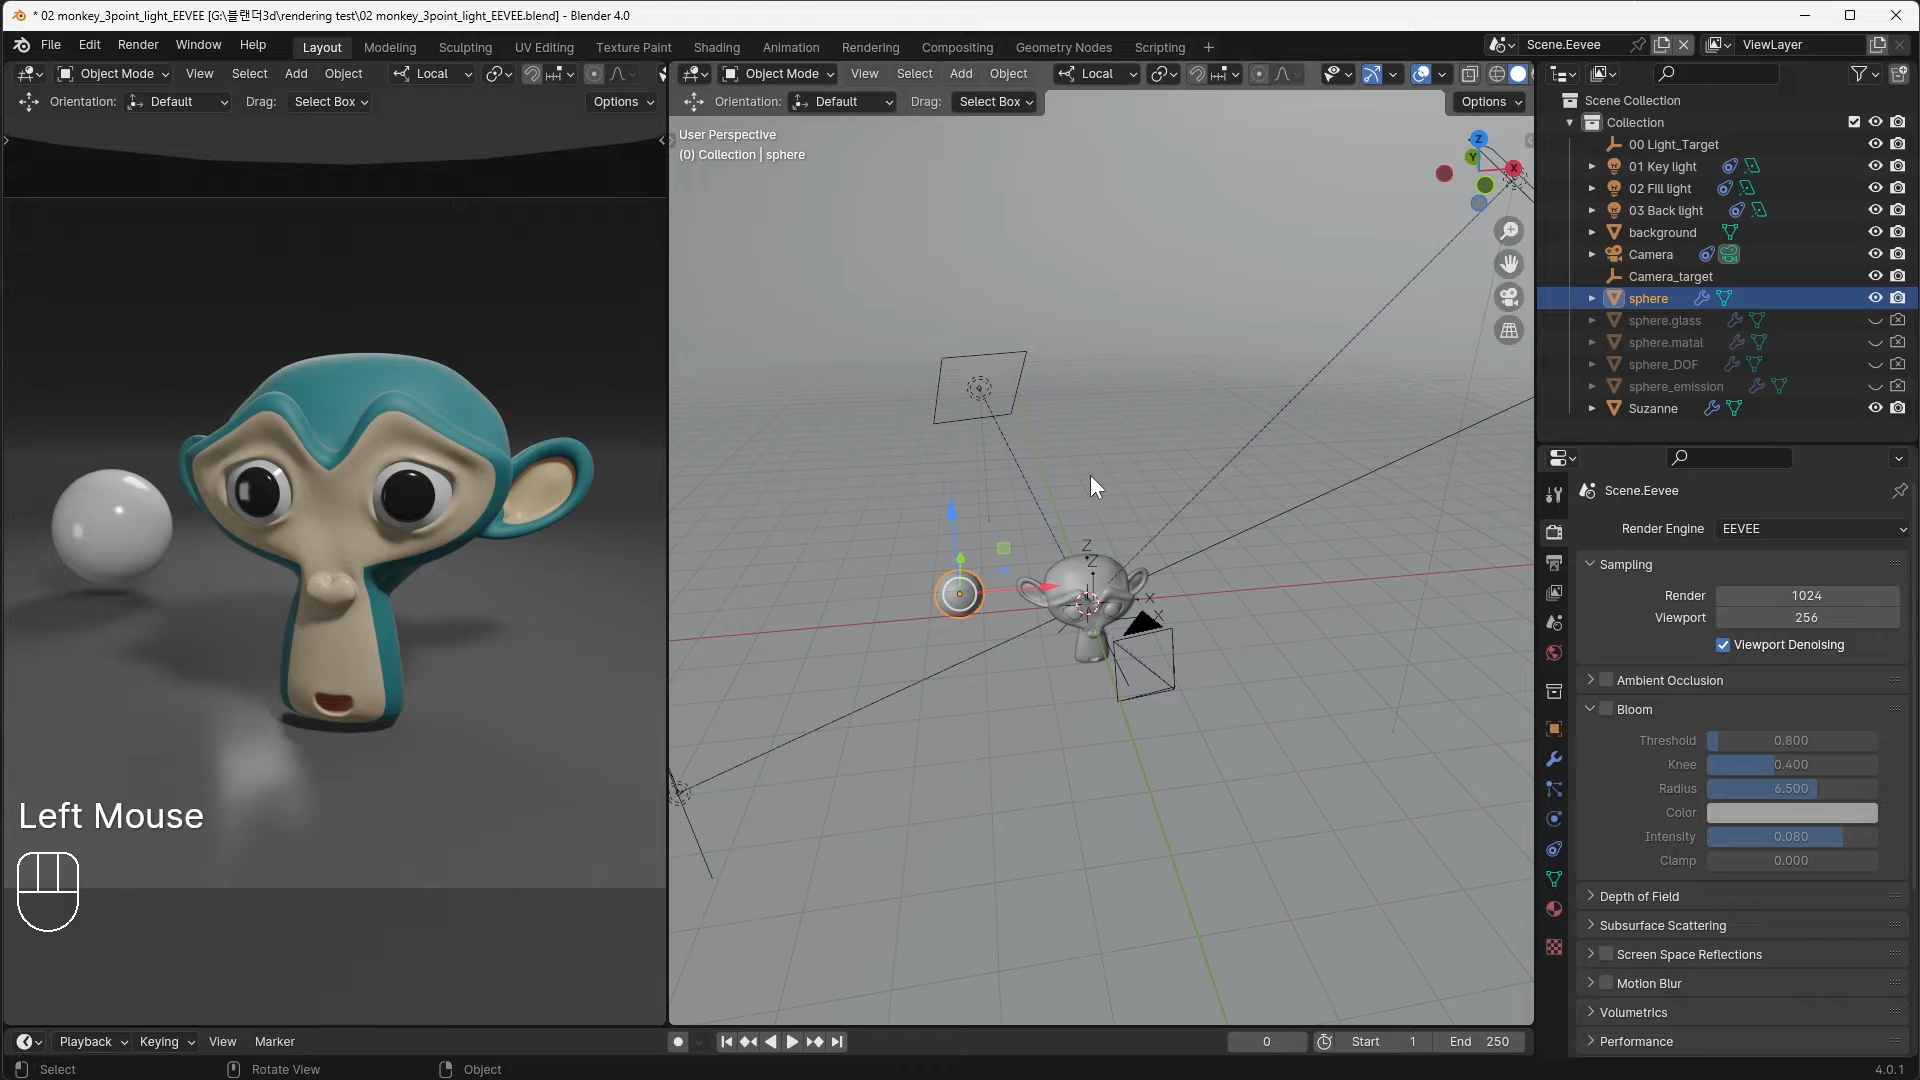 * 02 monkey_3point_light_EEVEE [G:\블랜더3d\rendering test\02 monkey_3point_light_EEVEE.blend] - Blender 4.0
File Edit Render Window Help Layout Modeling Sculpting UV Editing Texture Paint Shading Animation Rendering Compositing Geometry Nodes Scripting + Scene.Eevee ViewLayer
Object Mode View Select Add Object Local
Orientation: Default Drag: Select Box Options
Object Mode View Select Add Object Local
Orientation: Default Drag: Select Box Options
User Perspective
(0) Collection | sphere
Z
Y
X
Z
Z
X
X
Left Mouse
Scene Collection
Collection
00 Light_Target
01 Key light
02 Fill light
03 Back light
background
Camera
Camera_target
sphere
sphere.glass
sphere.matal
sphere_DOF
sphere_emission
Suzanne
Scene.Eevee
Render Engine EEVEE
Sampling
Render 1024
Viewport 256
Viewport Denoising
Ambient Occlusion
Bloom
Threshold 0.800
Knee 0.400
Radius 6.500
Color
Intensity 0.080
Clamp 0.000
Depth of Field
Subsurface Scattering
Screen Space Reflections
Motion Blur
Volumetrics
Performance
Playback Keying View Marker 0 Start 1 End 250
Select Rotate View Object 4.0.1